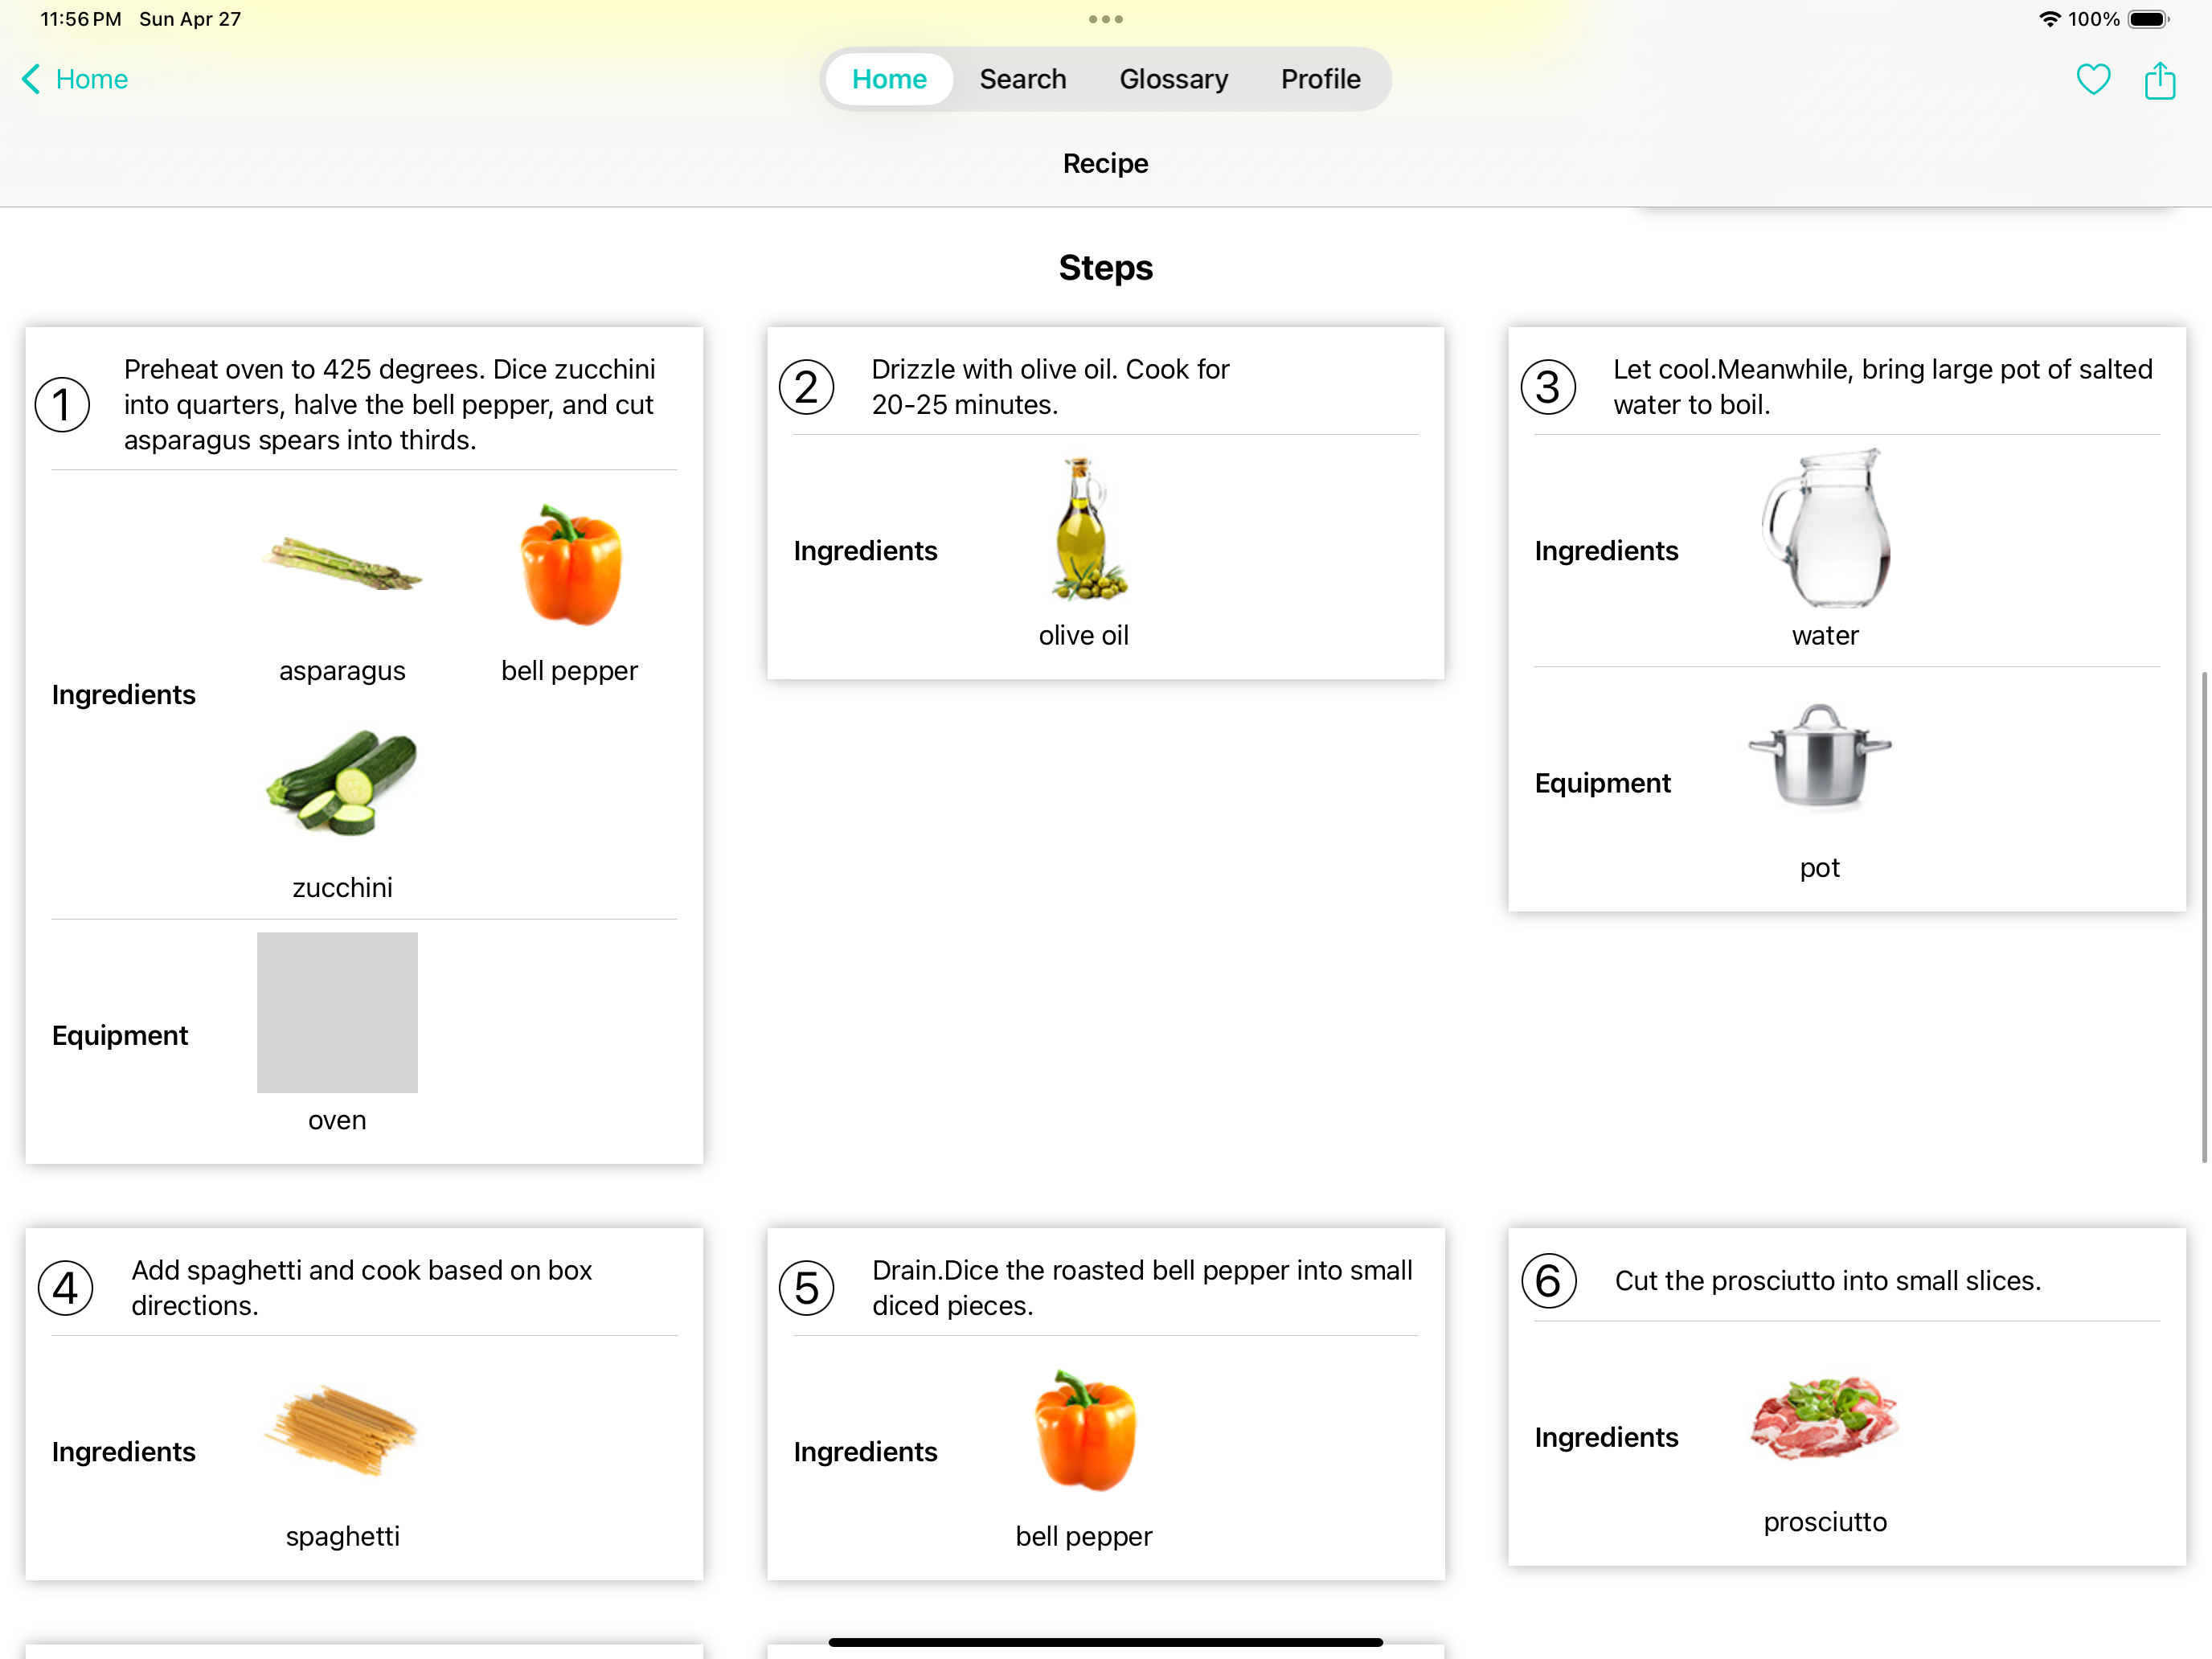 11:56 PM Sun Apr 27
100%
Home
Home Search Glossary Profile
Recipe
Steps
1
Preheat oven to 425 degrees. Dice zucchini
into quarters, halve the bell pepper, and cut
asparagus spears into thirds.
Ingredients
asparagus
bell pepper
zucchini
Equipment
oven
2
Drizzle with olive oil. Cook for
20-25 minutes.
Ingredients
olive oil
3
Let cool.Meanwhile, bring large pot of salted
water to boil.
Ingredients
water
Equipment
pot
4
Add spaghetti and cook based on box
directions.
Ingredients
spaghetti
5
Drain.Dice the roasted bell pepper into small
diced pieces.
Ingredients
bell pepper
6
Cut the prosciutto into small slices.
Ingredients
prosciutto